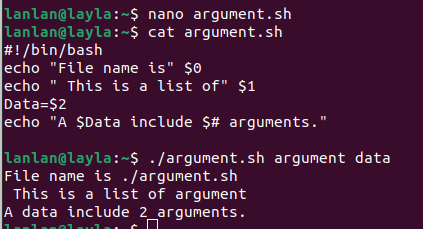 lanlan@layla:~$ nano argument.sh
lanlan@layla:~$ cat argument.sh
#!/bin/bash
echo "File name is" $0
echo " This is a list of" $1
Data=$2
echo "A $Data include $# arguments."

lanlan@layla:~$ ./argument.sh argument data
File name is ./argument.sh
 This is a list of argument
A data include 2 arguments.
lanlan@layla:~$